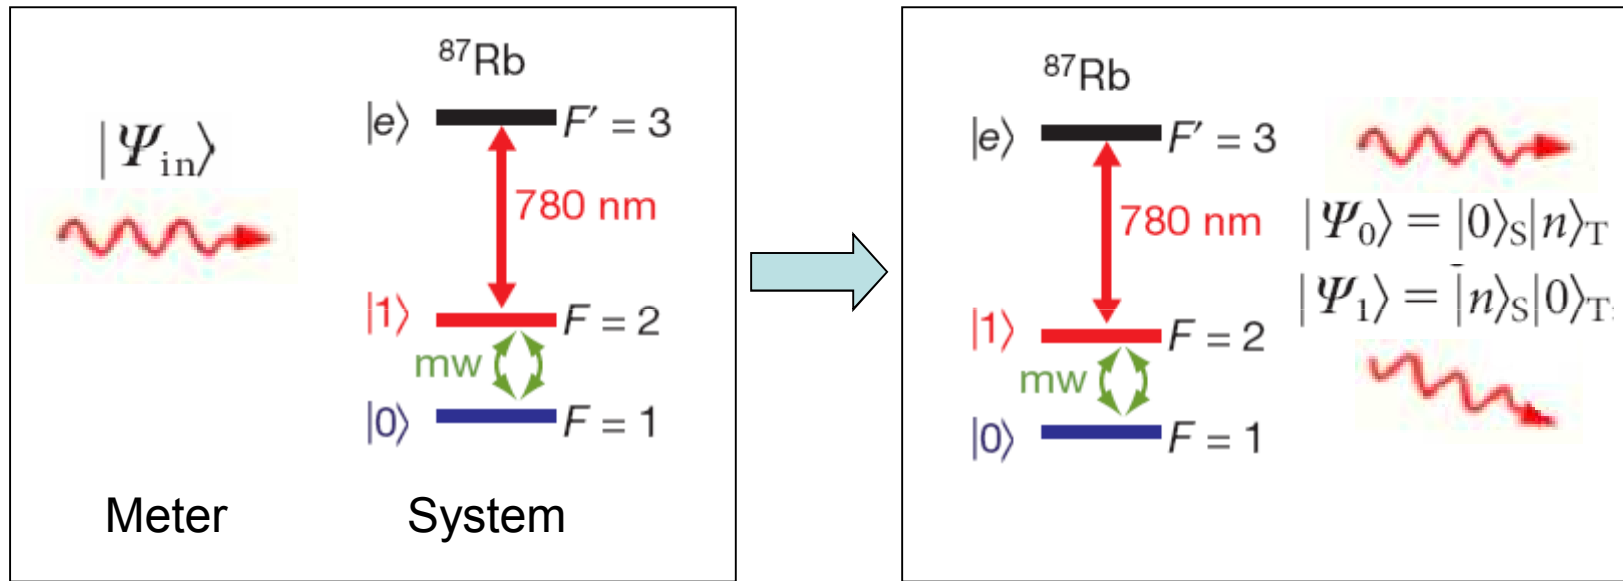 |Ψin⟩
Meter
⁸⁷Rb
|e⟩ F′ = 3
780 nm
|1⟩ F = 2
mw
|0⟩ F = 1
System
⁸⁷Rb
|e⟩ F′ = 3
780 nm
|1⟩ F = 2
mw
|0⟩ F = 1
|Ψ₀⟩ = |0⟩S|n⟩T
|Ψ₁⟩ = |n⟩S|0⟩T